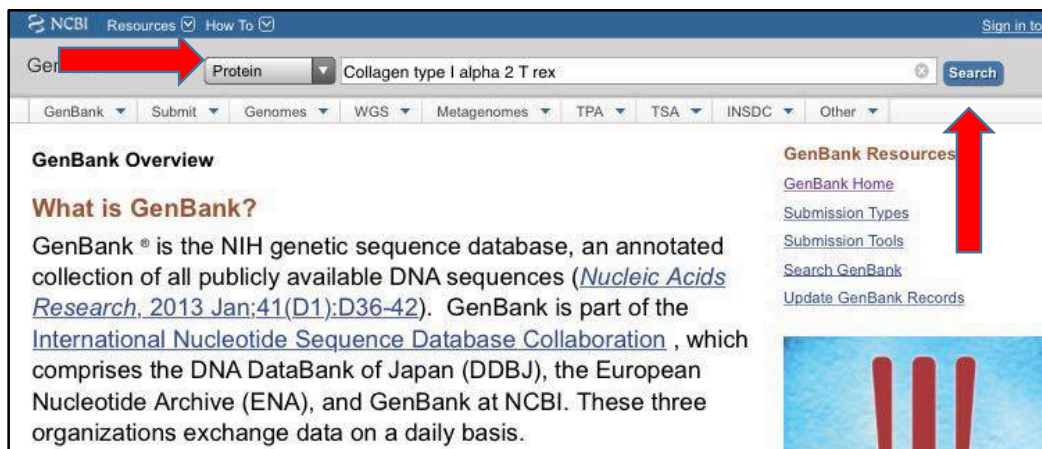 NCBI Resources How To Sign in to
Protein Collagen type I alpha 2 T rex Search
GenBank Submit Genomes WGS Metagenomes TPA TSA INSDC Other
GenBank Overview
What is GenBank?
GenBank ® is the NIH genetic sequence database, an annotated
collection of all publicly available DNA sequences (Nucleic Acids
Research, 2013 Jan;41(D1):D36-42). GenBank is part of the
International Nucleotide Sequence Database Collaboration , which
comprises the DNA DataBank of Japan (DDBJ), the European
Nucleotide Archive (ENA), and GenBank at NCBI. These three
organizations exchange data on a daily basis.
GenBank Resources
GenBank Home
Submission Types
Submission Tools
Search GenBank
Update GenBank Records